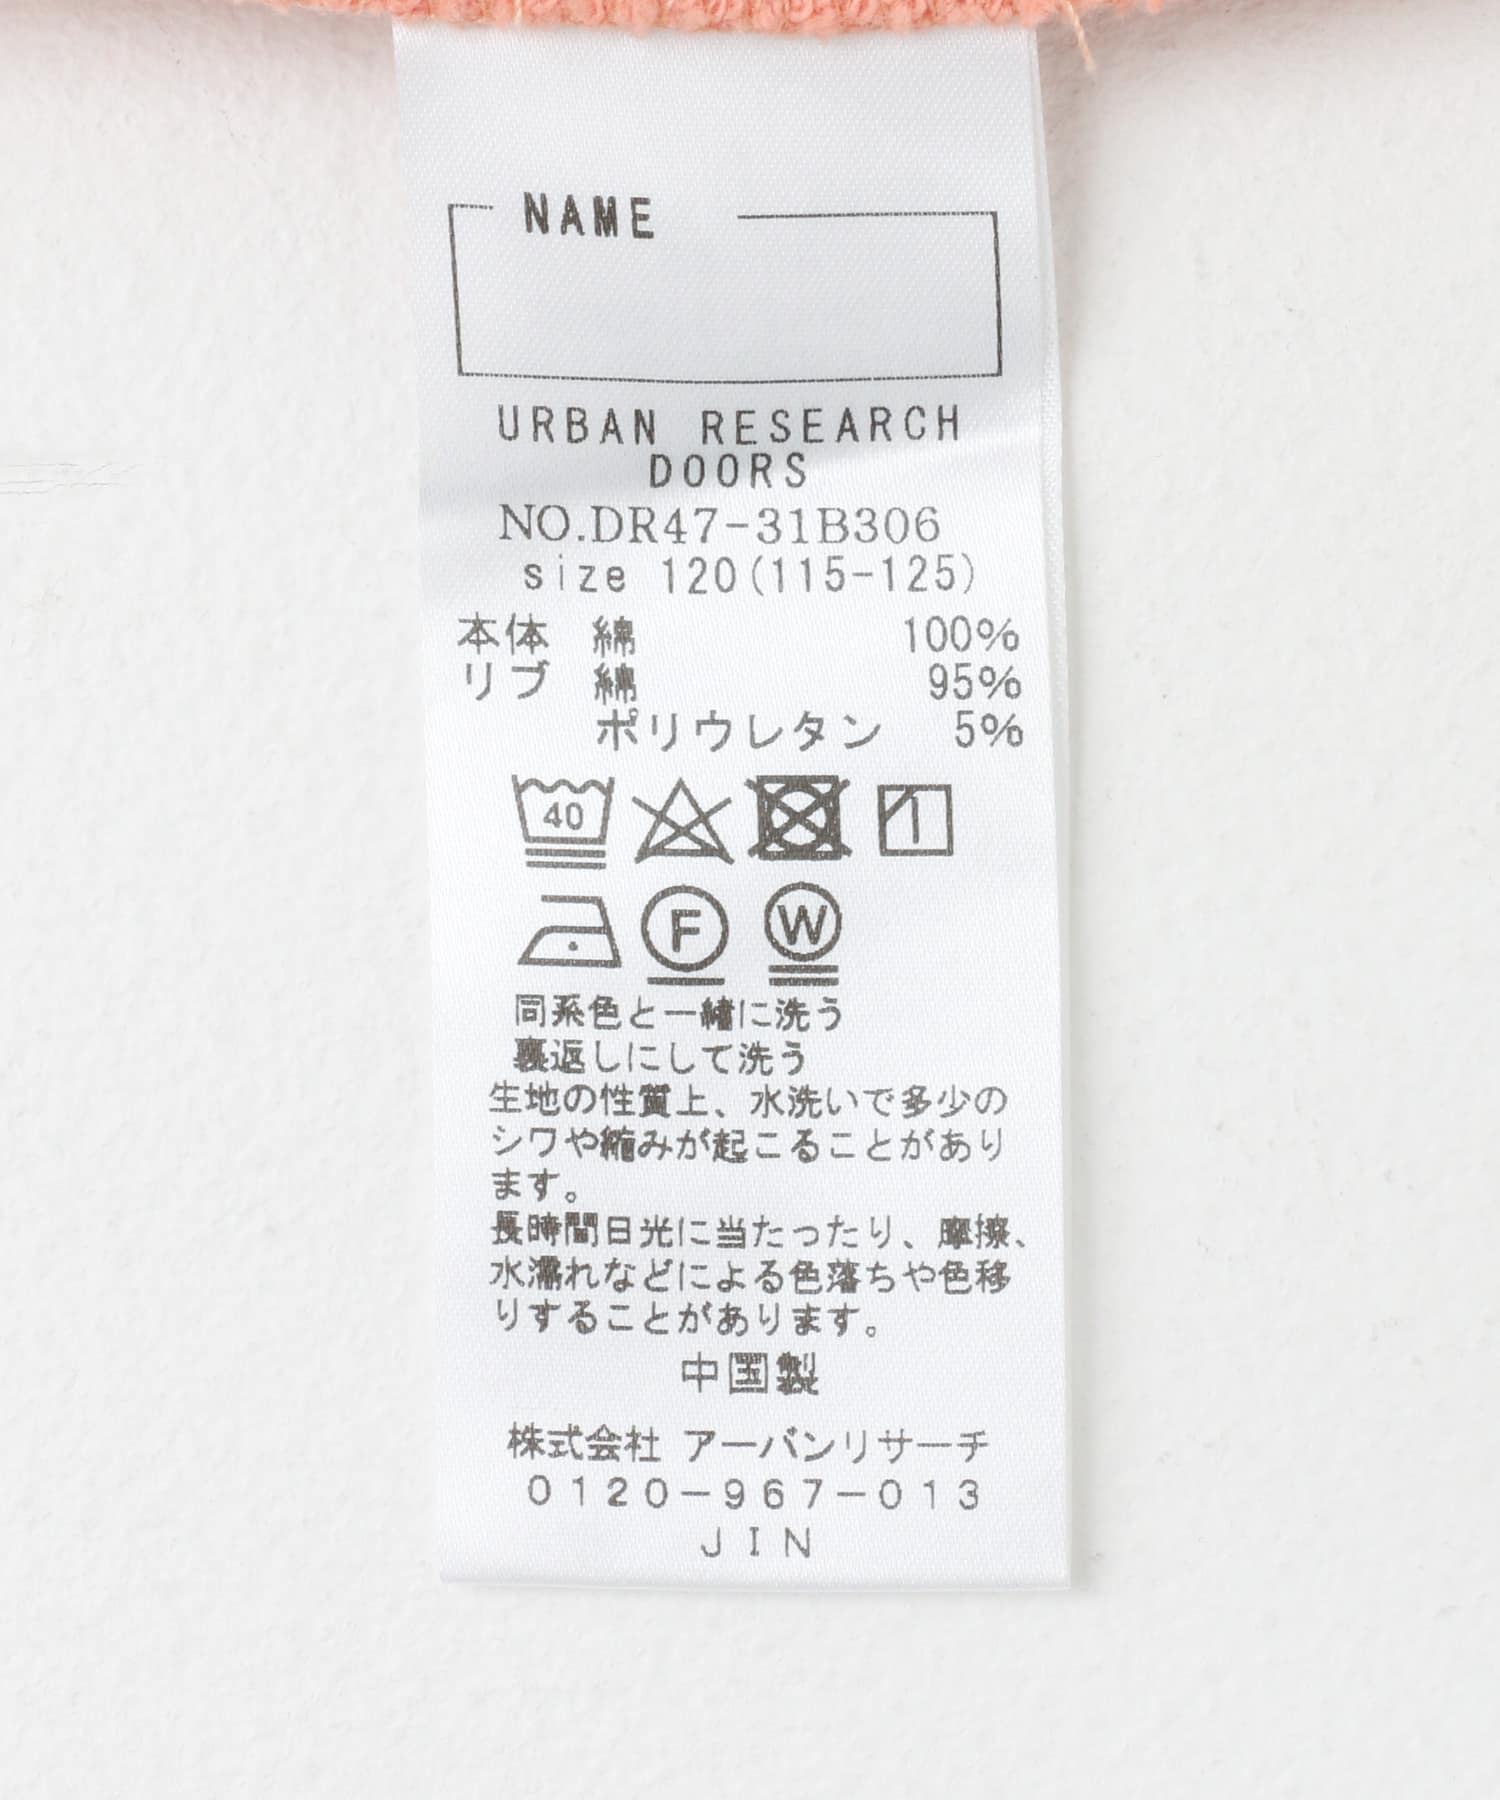 NAME
URBAN RESEARCH
DOORS
NO.DR47-31B306
size 120(115-125)
本体 綿 100%
リブ 綿 95%
ポリウレタン 5%
40
F W
同系色と一緒に洗う
裏返しにして洗う
生地の性質上、水洗いで多少の
シワや縮みが起こることがあり
ます。
長時間日光に当たったり、摩擦、
水濡れなどによる色落ちや色移
りすることがあります。
中国製
株式会社 アーバンリサーチ
0120-967-013
JIN